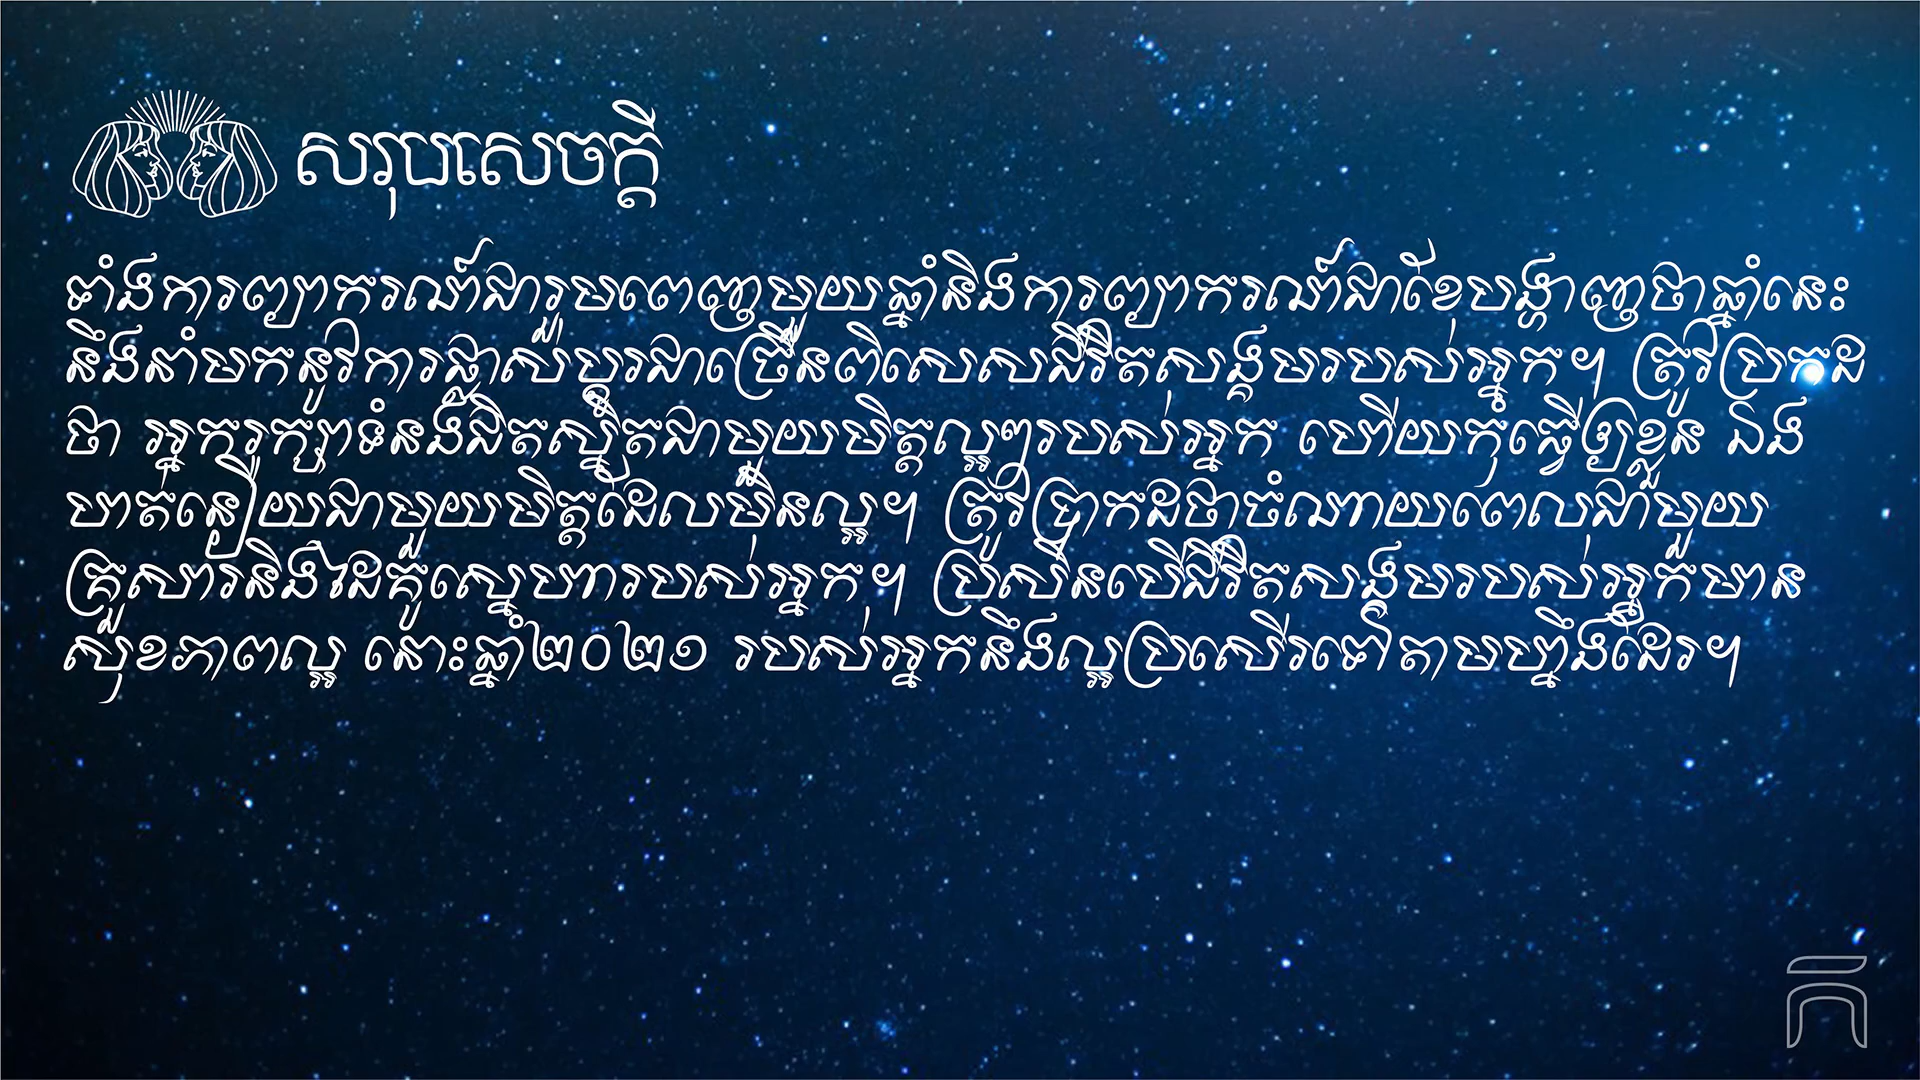 សរុបសេចក្តី
ទាំងការព្យាករណ៍ជារួមពេញមួយឆ្នាំនិងការព្យាករណ៍ជាខែបង្ហាញថាឆ្នាំនេះ
នឹងនាំមកនូវការផ្លាស់ប្តូរជាច្រើនពិសេសជីវិតសង្គមរបស់អ្នក។ ត្រូវប្រកដ
ថា អ្នករក្សាទំនង់ជិតស្និតជាមួយមិត្តល្អៗរបស់អ្នក ហើយកុំធ្វើឲ្យខ្លួន ឯង
ហាត់នឿយជាមួយមិត្តដែលមិនល្អ។ ត្រូវប្រាកដថាចំណាយពេលជាមួយ
គ្រួសារនិងដៃគូស្នេហារបស់អ្នក។ ប្រសិនបើជីវិតសង្គមរបស់អ្នកមាន
សុខភាពល្អ នោះឆ្នាំ២០២១ របស់អ្នកនឹងល្អប្រសើរទៅតាមហ្នឹងដែរ។
ក៏